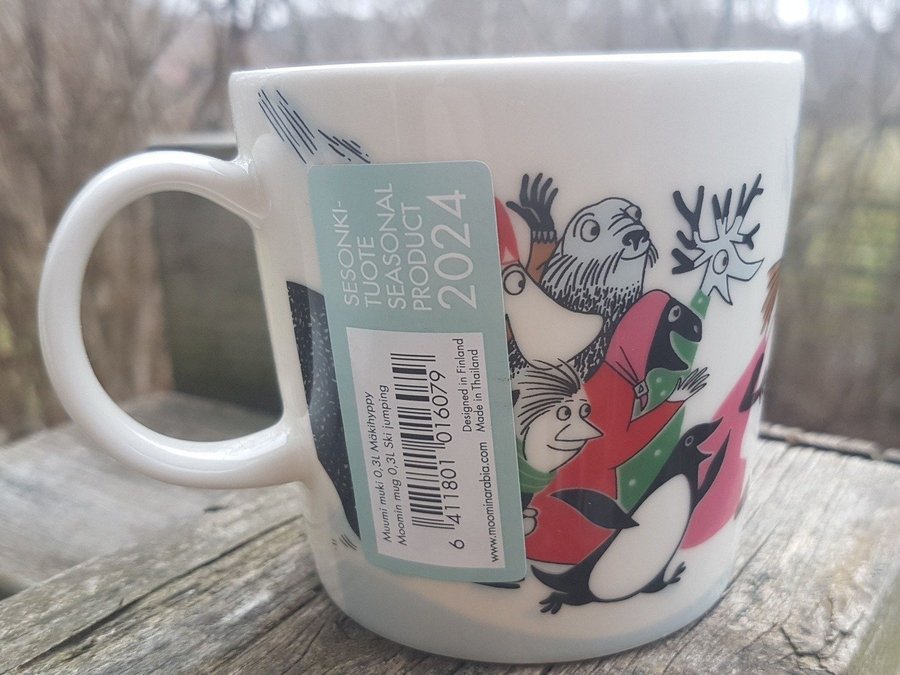 SESONKI-
TUOTE
SEASONAL
PRODUCT
2024
Muumi muki 0,3L Mäkihyppy
Moomin mug 0,3L Ski jumping
6 411801 016079
Designed in Finland
Made in Thailand
www.moominarabia.com